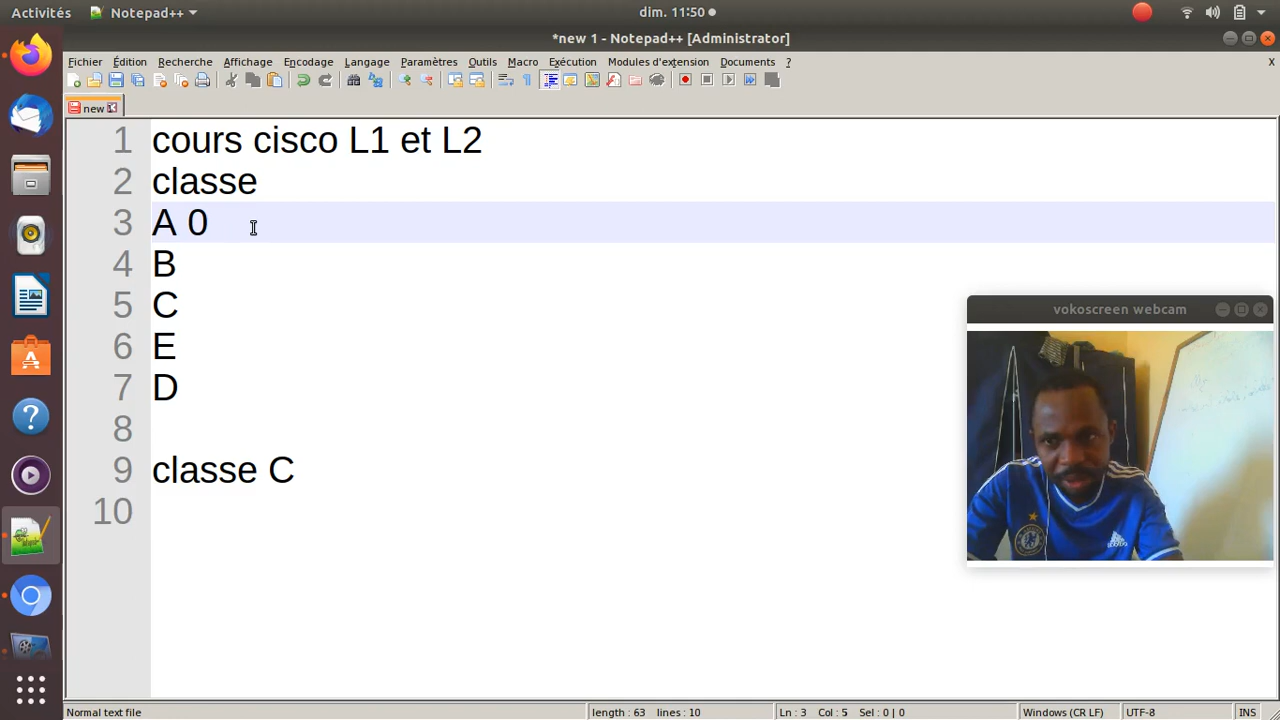 Activités
Notepad++
dim. 11:50
*new 1 - Notepad++ [Administrator]
Fichier Édition Recherche Affichage Encodage Langage Paramètres Outils Macro Exécution Modules d'extension Documents ?
X
new
1 cours cisco L1 et L2
2 classe
3 A 0
4 B
5 C
6 E
7 D
8
9 classe C
10
vokoscreen webcam
Normal text file
length : 63 lines : 10
Ln : 3 Col : 5 Sel : 0 | 0
Windows (CR LF)
UTF-8
INS